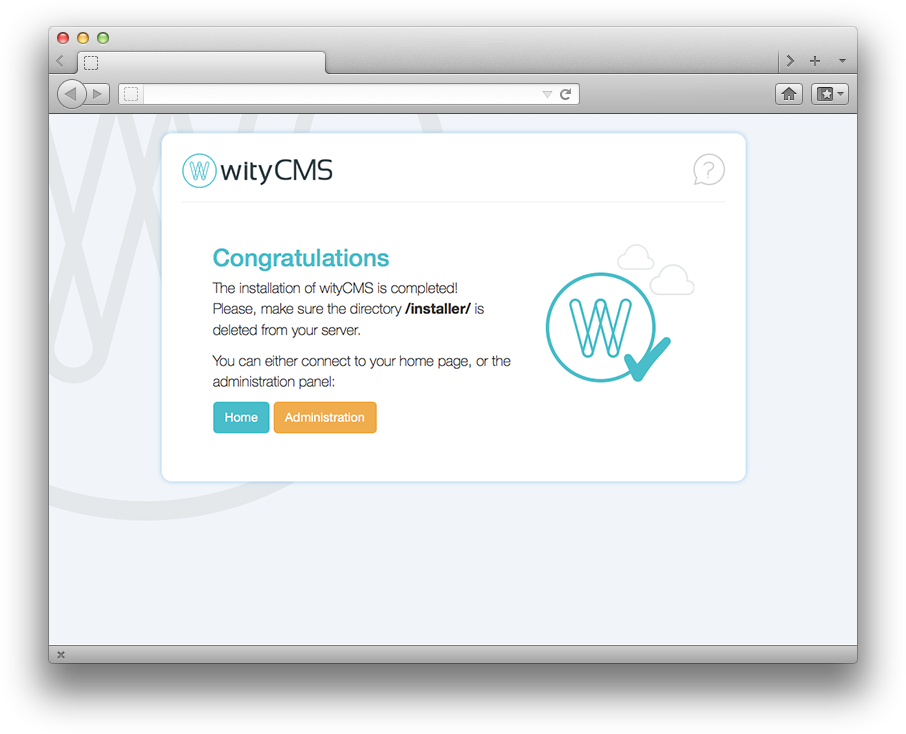 wityCMS
Congratulations
The installation of wityCMS is completed!
Please, make sure the directory /installer/ is
deleted from your server.
You can either connect to your home page, or the
administration panel:
Home Administration